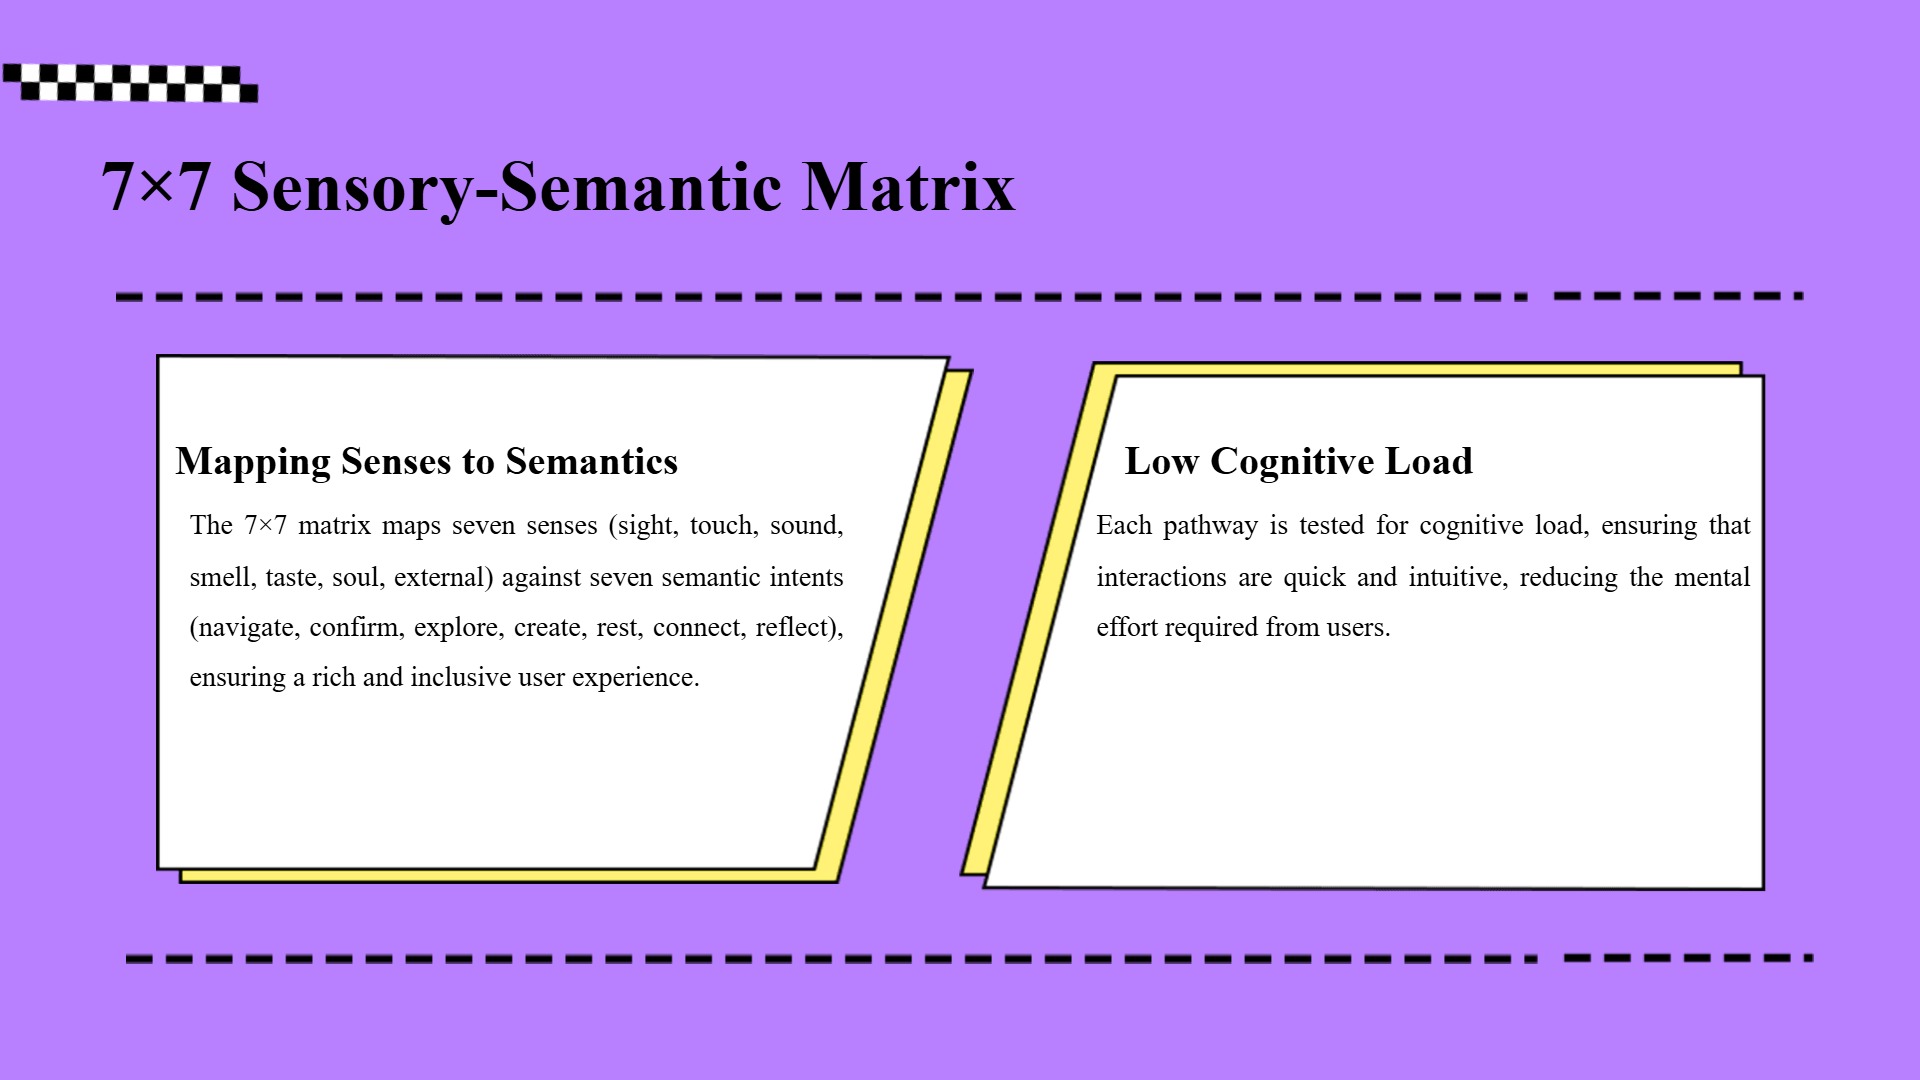 7×7 Sensory-Semantic Matrix
Mapping Senses to Semantics
The 7×7 matrix maps seven senses (sight, touch, sound,
smell, taste, soul, external) against seven semantic intents
(navigate, confirm, explore, create, rest, connect, reflect),
ensuring a rich and inclusive user experience.
Low Cognitive Load
Each pathway is tested for cognitive load, ensuring that
interactions are quick and intuitive, reducing the mental
effort required from users.